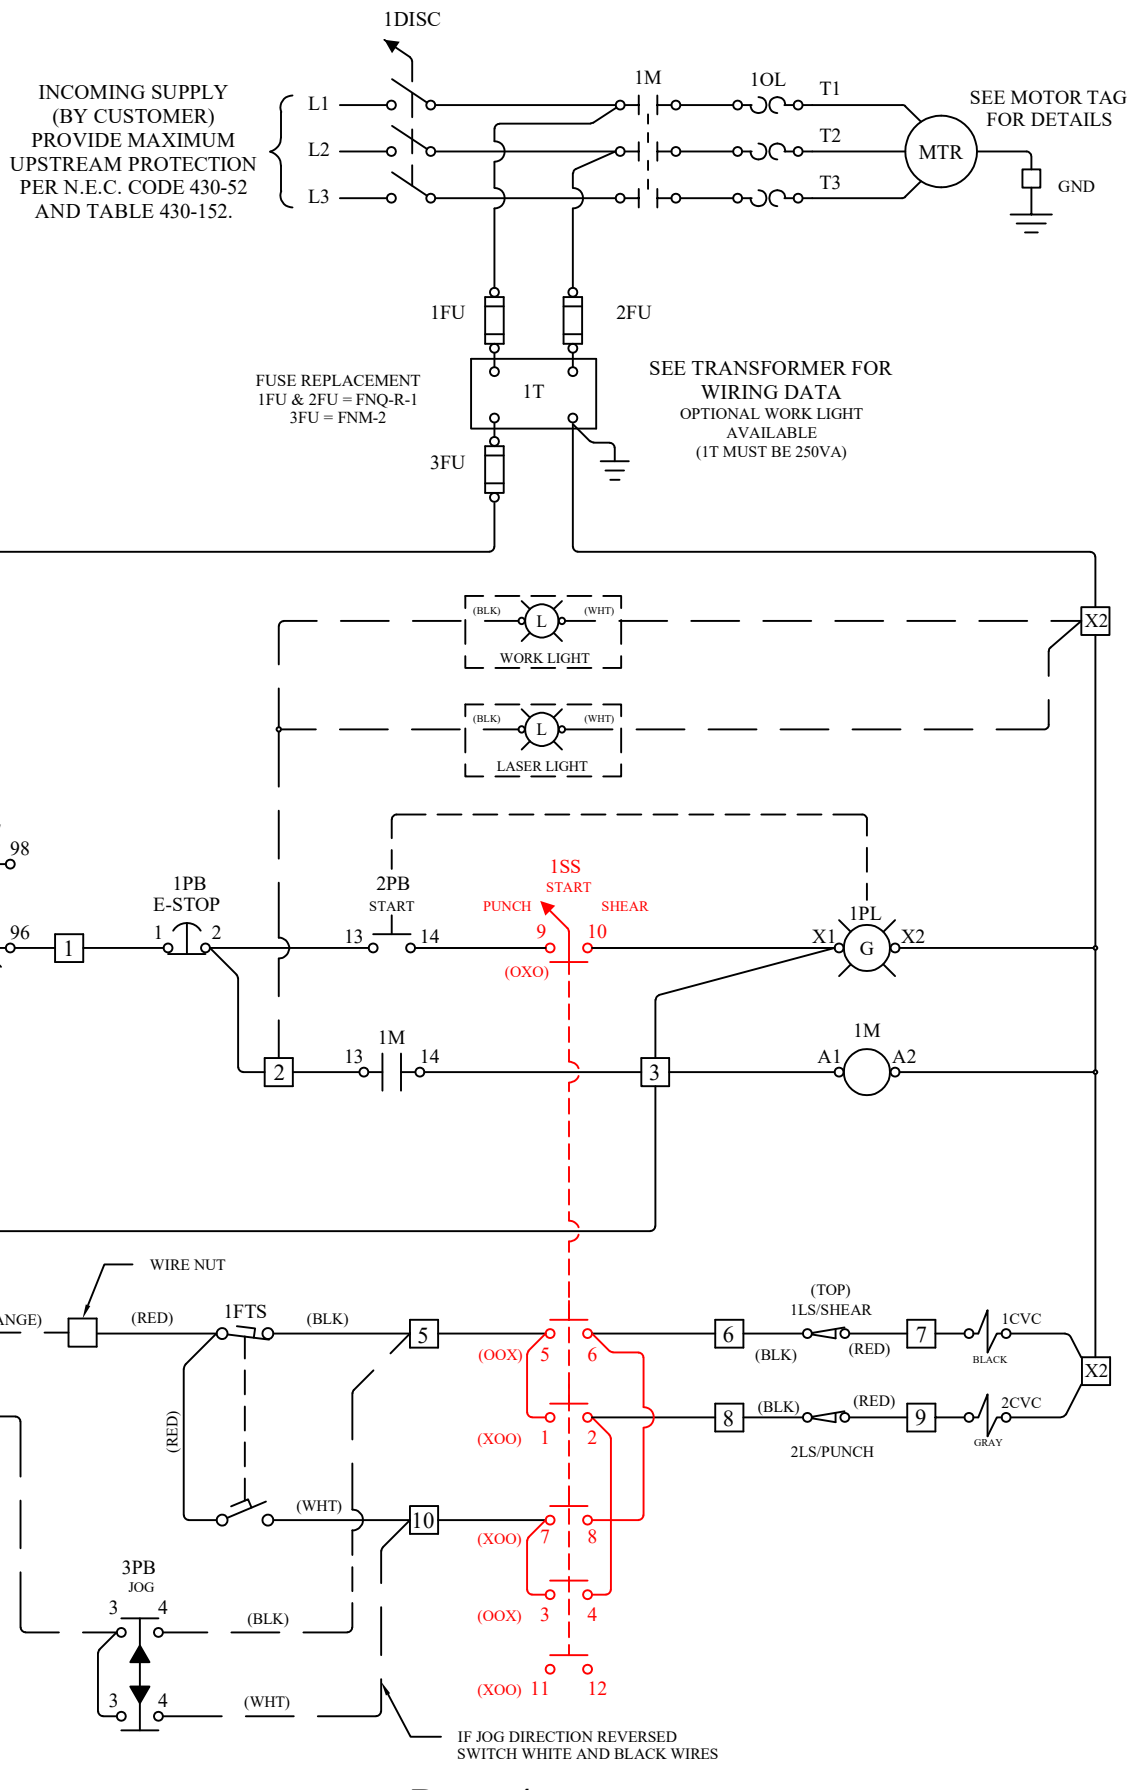 1DISC
INCOMING SUPPLY
(BY CUSTOMER)
PROVIDE MAXIMUM
UPSTREAM PROTECTION
PER N.E.C. CODE 430-52
AND TABLE 430-152.
L1
L2
L3
1M
1OL
T1
T2
T3
MTR
SEE MOTOR TAG
FOR DETAILS
GND
1FU
2FU
FUSE REPLACEMENT
1FU & 2FU = FNQ-R-1
3FU = FNM-2
1T
SEE TRANSFORMER FOR
WIRING DATA
OPTIONAL WORK LIGHT
AVAILABLE
(1T MUST BE 250VA)
3FU
(BLK)
L
(WHT)
WORK LIGHT
X2
(BLK)
L
(WHT)
LASER LIGHT
98
96
1
1PB
E-STOP
1
2
2PB
START
13
14
1SS
START
PUNCH
SHEAR
9
10
(OXO)
1PL
X1
G
X2
2
1M
13
14
3
1M
A1
A2
WIRE NUT
ANGE)
(RED)
1FTS
(BLK)
5
(OOX)
5
6
6
(TOP)
1LS/SHEAR
(BLK)
(RED)
7
1CVC
BLACK
X2
(RED)
(XOO)
1
2
8
(BLK)
(RED)
2LS/PUNCH
9
2CVC
GRAY
(WHT)
10
(XOO)
7
8
3PB
JOG
3
4
(BLK)
(OOX)
3
4
3
4
(WHT)
(XOO)
11
12
IF JOG DIRECTION REVERSED
SWITCH WHITE AND BLACK WIRES